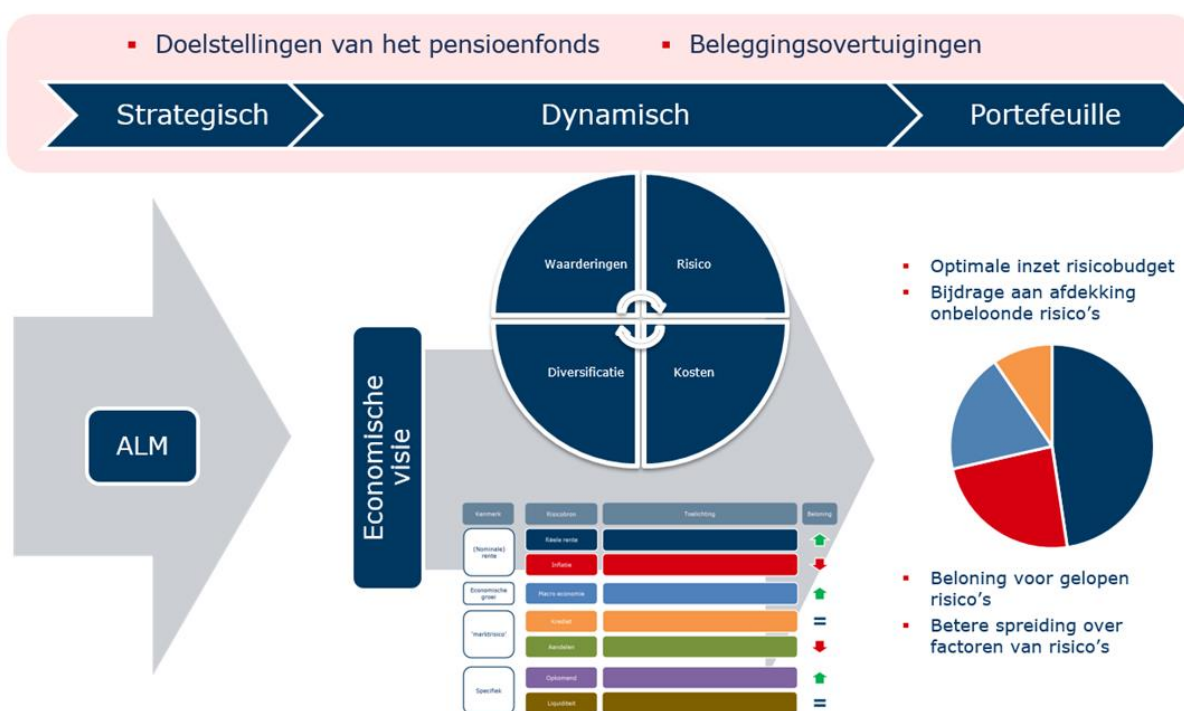 Doelstellingen van het pensioenfonds
Beleggingsovertuigingen
Strategisch
Dynamisch
Portefeuille
ALM
Economische
visie
Waarderingen
Risico
Diversificatie
Kosten
Kenmerk
Risicobron
Toelichting
Beloning
(Nominale)
rente
Reële rente
Inflatie
Economische
groei
Macro economie
'marktrisico'
Krediet
Aandelen
Specifiek
Opkomend
Liquiditeit
Optimale inzet risicobudget
Bijdrage aan afdekking
onbeloonde risico's
Beloning voor gelopen
risico's
Betere spreiding over
factoren van risico's